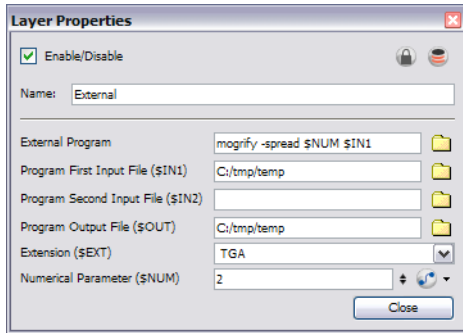 Layer Properties
Enable/Disable
Name: External
External Program mogrify -spread $NUM $IN1
Program First Input File ($IN1) C:/tmp/temp
Program Second Input File ($IN2)
Program Output File ($OUT) C:/tmp/temp
Extension ($EXT) TGA
Numerical Parameter ($NUM) 2
Close